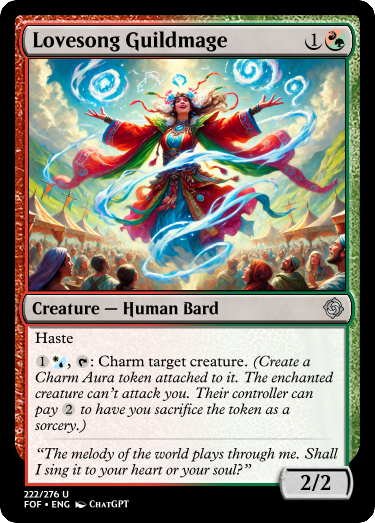 Lovesong Guildmage 1
Creature — Human Bard
Haste
1, : Charm target creature. (Create a
Charm Aura token attached to it. The enchanted
creature can't attack you. Their controller can
pay 2 to have you sacrifice the token as a
sorcery.)
“The melody of the world plays through me. Shall
I sing it to your heart or your soul?”
2/2
222/276 U
FOF • ENG ChatGPT